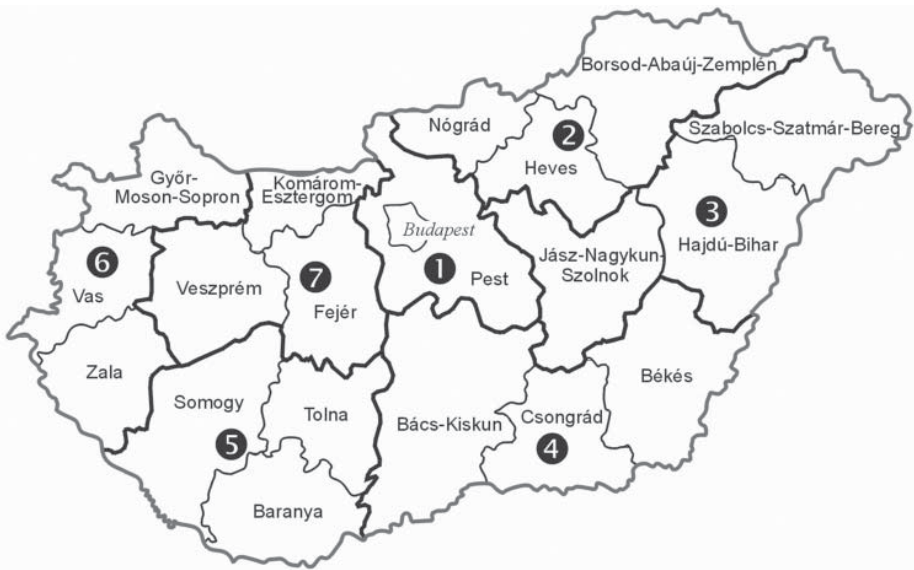 Borsod-Abaúj-Zemplén
Nógrád
Szabolcs-Szatmár-Bereg
2
Heves
Győr-
Moson-Sopron
Komárom-
Esztergom
3
Hajdú-Bihar
Budapest
6
Vas
Veszprém
7
Fejér
1
Pest
Jász-Nagykun-
Szolnok
Zala
Békés
Somogy
Tolna
Bács-Kiskun
Csongrád
5
4
Baranya